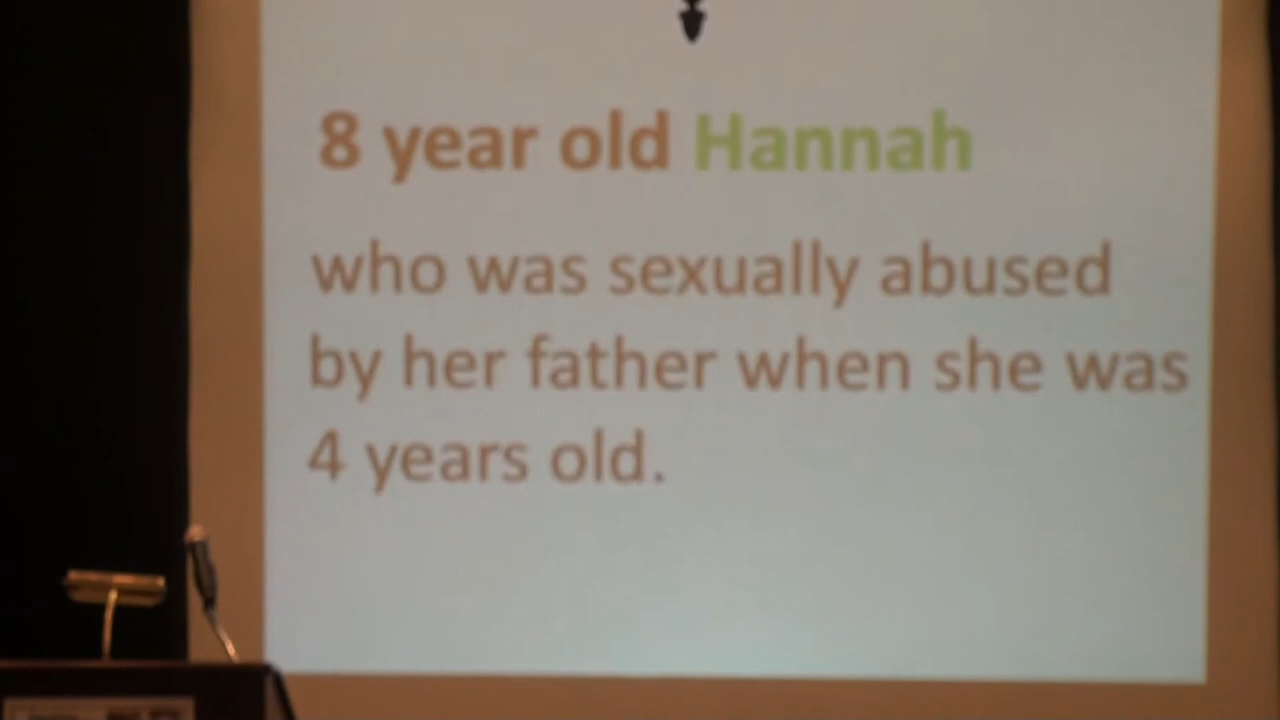 8 year old Hannah
who was sexually abused
by her father when she was
4 years old.